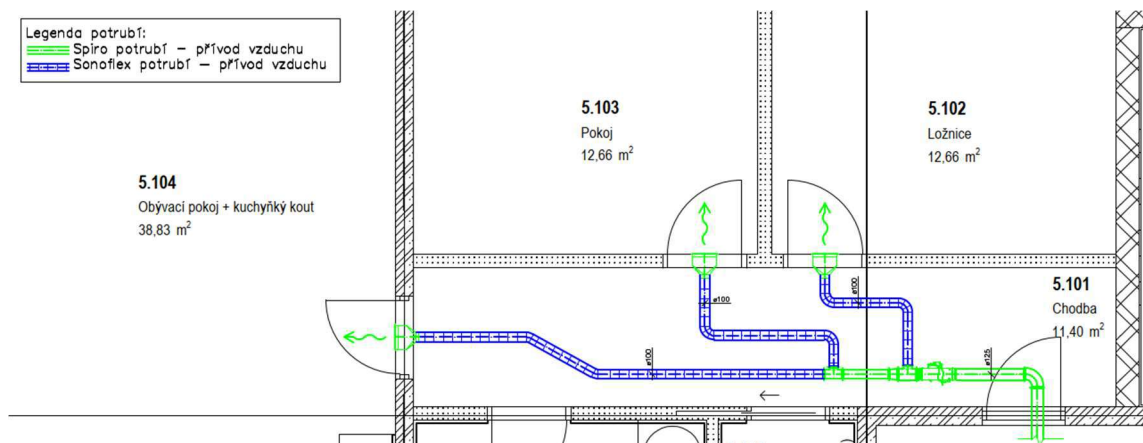 Legenda potrubí:
Spiro potrubí – přívod vzduchu
Sonoflex potrubí – přívod vzduchu
5.103
Pokoj
12,66 m²
5.102
Ložnice
12,66 m²
5.104
Obývací pokoj + kuchyňký kout
38,83 m²
5.101
Chodba
11,40 m²
ø100
ø100
ø100
ø125